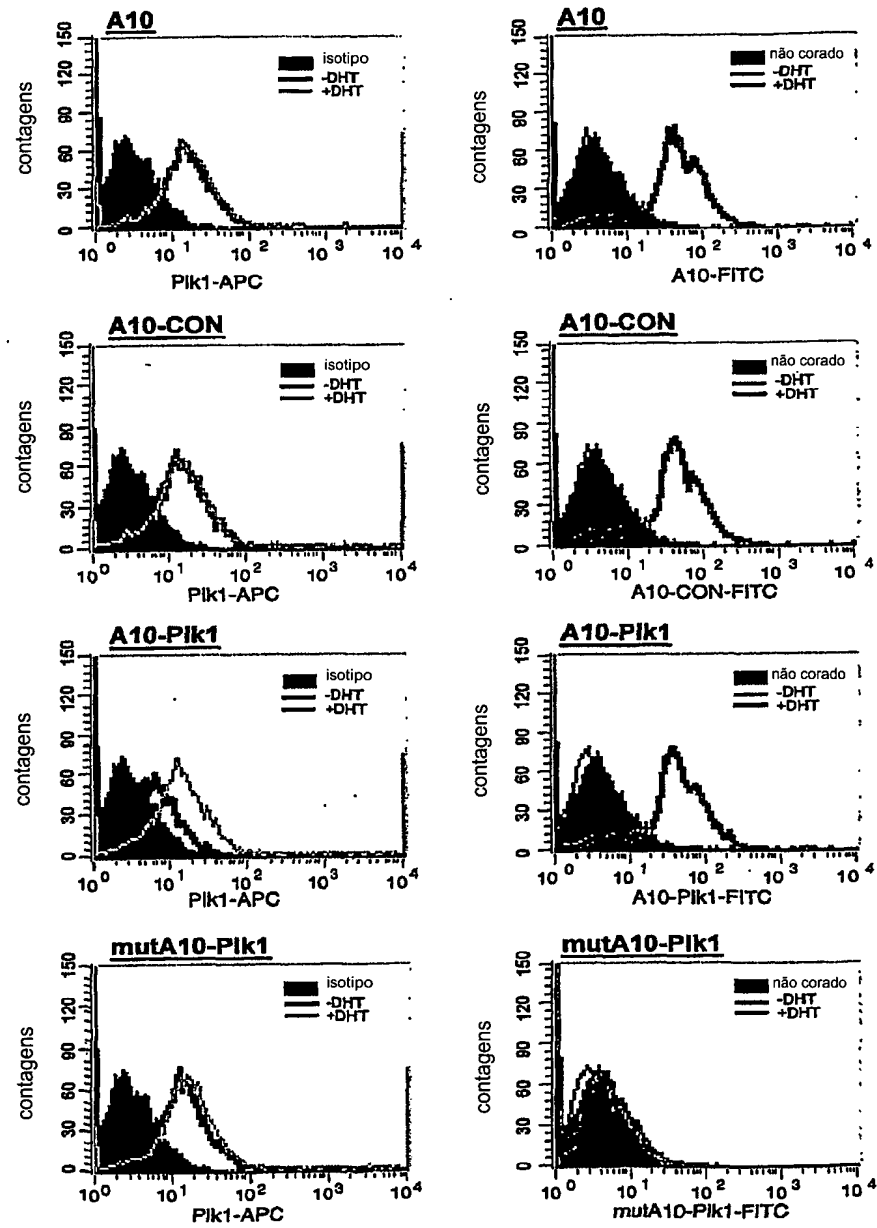 A10
150
120
90
60
30
0
contagens
isotipo
-DHT
+DHT
10^0 10^1 10^2 10^3 10^4
Plk1-APC
A10
150
120
90
60
30
0
contagens
não corado
-DHT
+DHT
10^0 10^1 10^2 10^3 10^4
A10-FITC
A10-CON
150
120
90
60
30
0
contagens
isotipo
-DHT
+DHT
10^0 10^1 10^2 10^3 10^4
Plk1-APC
A10-CON
150
120
90
60
30
0
contagens
não corado
-DHT
+DHT
10^0 10^1 10^2 10^3 10^4
A10-CON-FITC
A10-Plk1
150
120
90
60
30
0
contagens
isotipo
-DHT
+DHT
10^0 10^1 10^2 10^3 10^4
Plk1-APC
A10-Plk1
150
120
90
60
30
0
contagens
não corado
-DHT
+DHT
10^0 10^1 10^2 10^3 10^4
A10-Plk1-FITC
mutA10-Plk1
150
120
90
60
30
0
contagens
isotipo
-DHT
+DHT
10^0 10^1 10^2 10^3 10^4
Plk1-APC
mutA10-Plk1
150
120
90
60
30
0
contagens
não corado
-DHT
+DHT
10^0 10^1 10^2 10^3 10^4
mutA10-Plk1-FITC